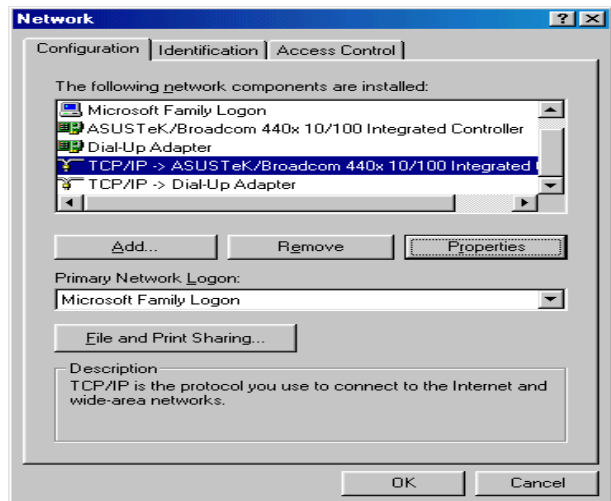 Network
Configuration Identification Access Control
The following network components are installed:
Microsoft Family Logon
ASUSTeK/Broadcom 440x 10/100 Integrated Controller
Dial-Up Adapter
TCP/IP -> ASUSTeK/Broadcom 440x 10/100 Integrated
TCP/IP -> Dial-Up Adapter
Add... Remove Properties
Primary Network Logon:
Microsoft Family Logon
File and Print Sharing...
Description
TCP/IP is the protocol you use to connect to the Internet and
wide-area networks.
OK Cancel